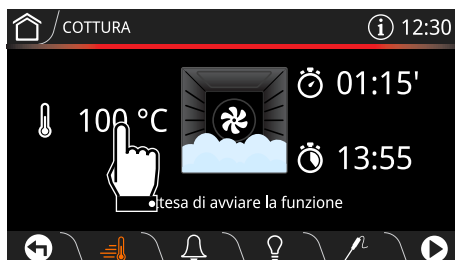 COTTURA
12:30
100 °C
01:15'
13:55
tesa di avviare la funzione